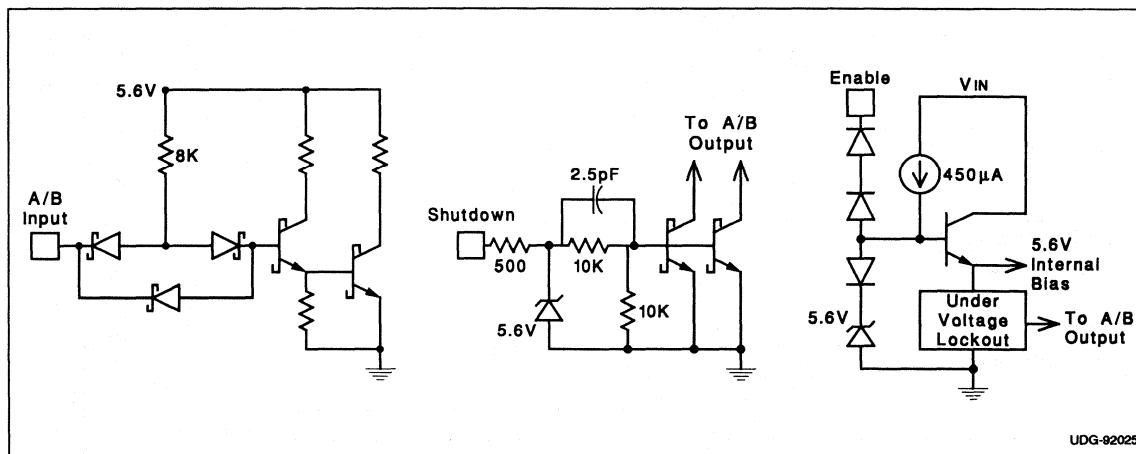 5.6V
8K
A/B
Input
Shutdown
500
2.5pF
10K
10K
5.6V
To A/B
Output
Enable
VIN
450μA
5.6V
Internal
Bias
5.6V
Under
Voltage
Lockout
To A/B
Output
UDG-92025